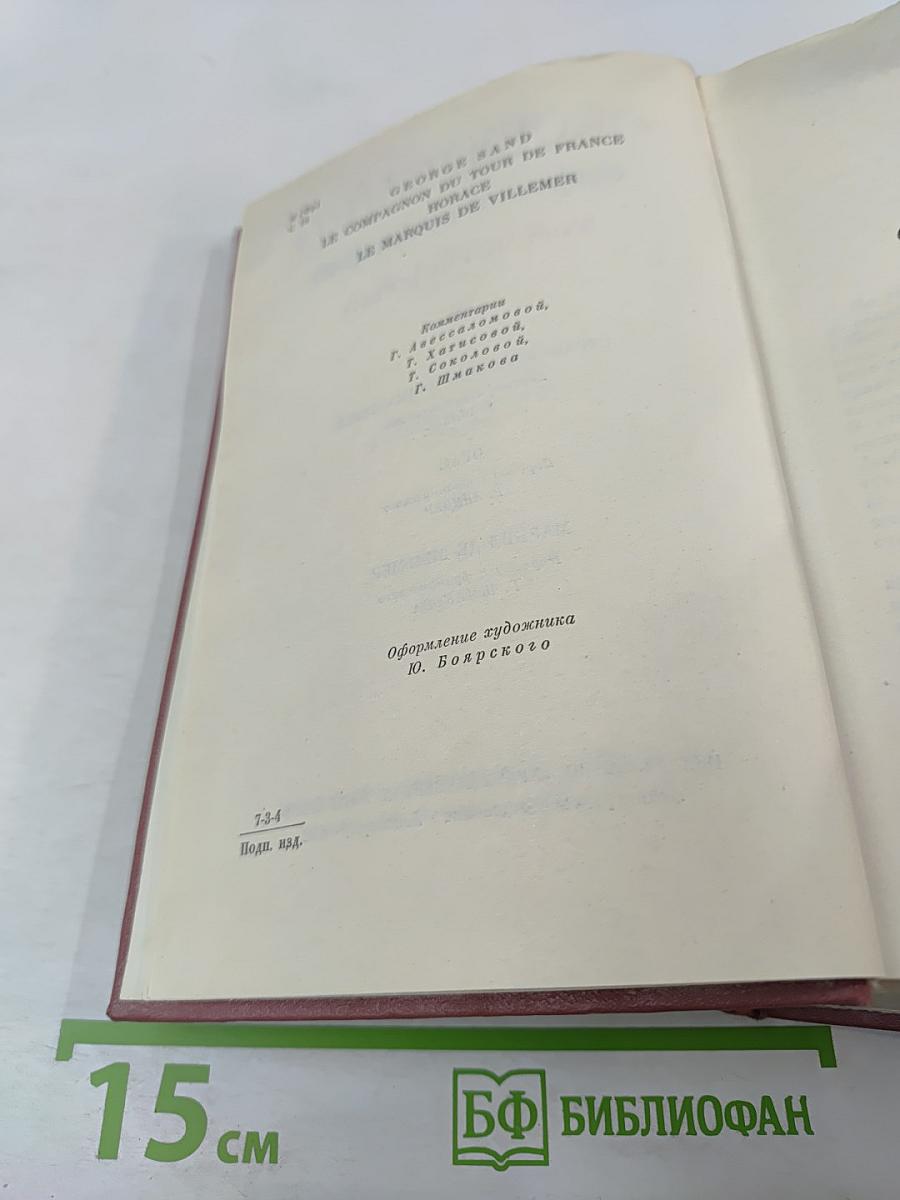 GEORGE SAND
LE COMPAGNON DU TOUR DE FRANCE
HORACE
LE MARQUIS DE VILLEMER
Комментарии
Г. Авессаломовой,
Т. Хатисовой,
Т. Соколовой,
Г. Шмакова
Оформление художника
Ю. Боярского
7-3-4
Подп. изд.
15 см
БФ БИБЛИОФАН